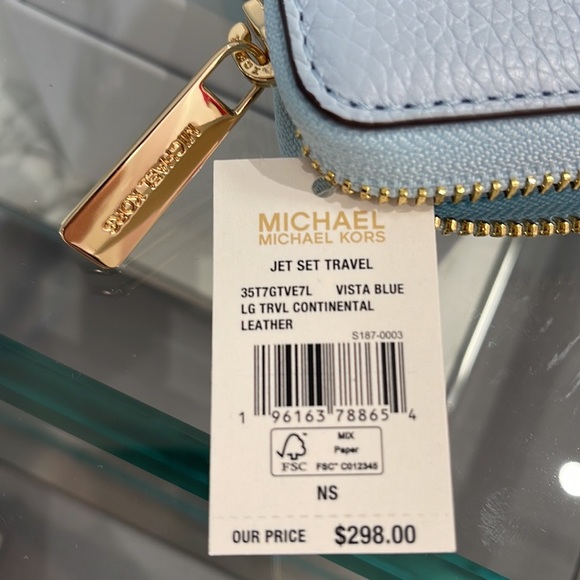 MICHAEL KORS
MICHAEL
MICHAEL KORS
JET SET TRAVEL
35T7GTVE7L VISTA BLUE
LG TRVL CONTINENTAL
LEATHER
S187-0003
1 96163 78865 4
FSC
MIX
Paper
FSC™ C012345
NS
OUR PRICE $298.00